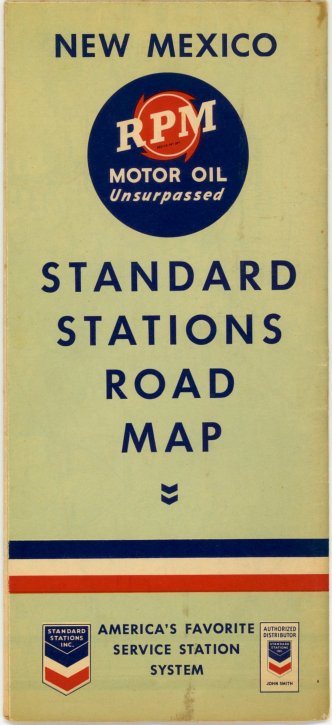 NEW MEXICO
RPM
MOTOR OIL
Unsurpassed
STANDARD
STATIONS
ROAD
MAP
STANDARD
STATIONS
INC.
AMERICA'S FAVORITE
SERVICE STATION
SYSTEM
AUTHORIZED
DISTRIBUTOR
STANDARD
STATIONS
INC.
JOHN SMITH